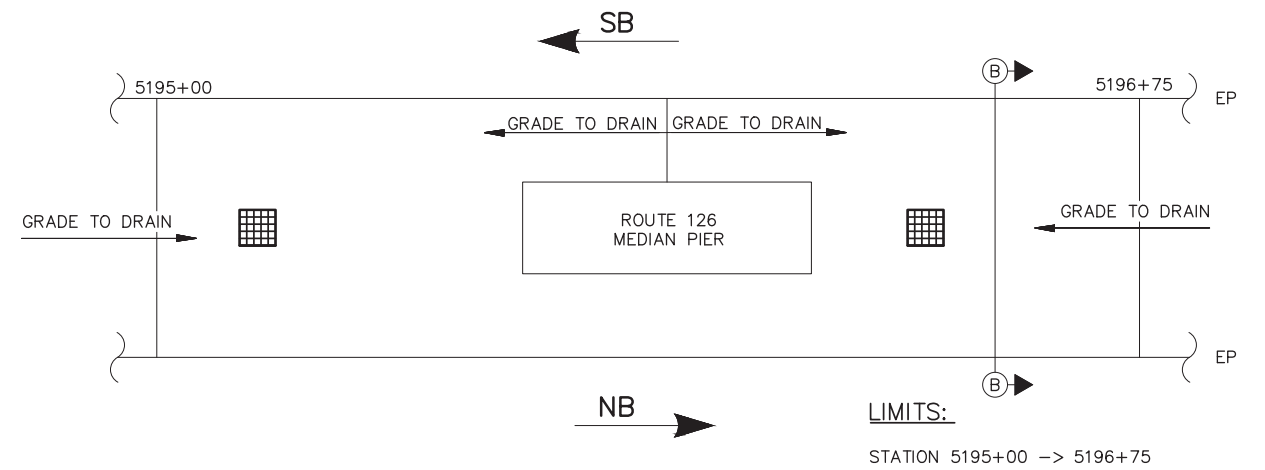 SB
5195+00
5196+75
EP
GRADE TO DRAIN
GRADE TO DRAIN
GRADE TO DRAIN
ROUTE 126
MEDIAN PIER
GRADE TO DRAIN
B
B
EP
NB
LIMITS:
STATION 5195+00 -> 5196+75